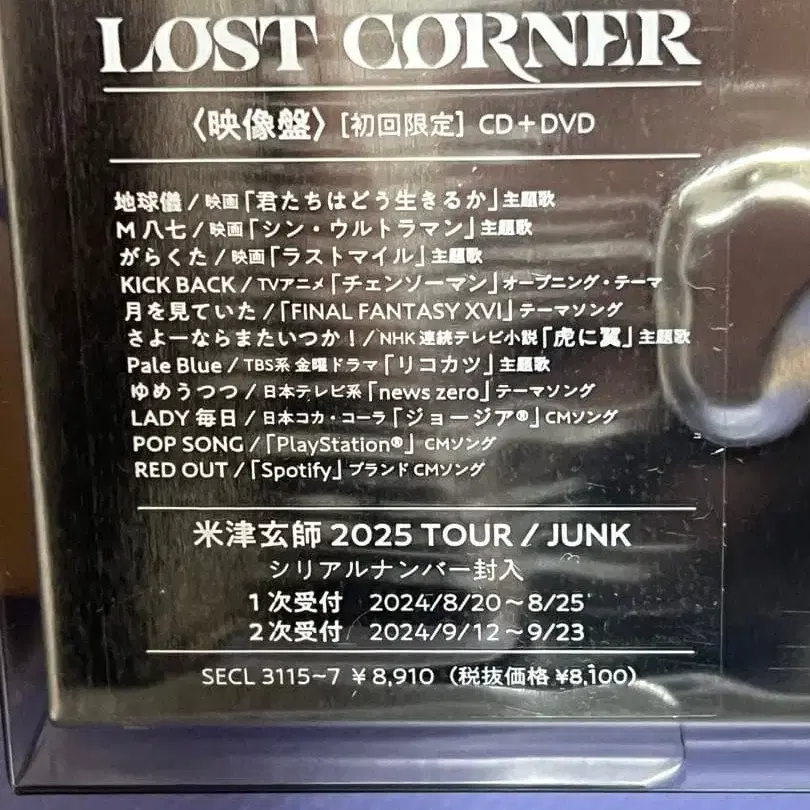 LOST CORNER
〈映像盤〉[初回限定] CD+DVD
地球儀 / 映画「君たちはどう生きるか」主題歌
M 八七 / 映画「シン・ウルトラマン」主題歌
がらくた / 映画「ラストマイル」主題歌
KICK BACK / TVアニメ「チェンソーマン」オープニング・テーマ
月を見ていた /「FINAL FANTASY XVI」テーマソング
さよーならまたいつか! / NHK 連続テレビ小説「虎に翼」主題歌
Pale Blue / TBS系 金曜ドラマ「リコカツ」主題歌
ゆめうつつ / 日本テレビ系「news zero」テーマソング
LADY 毎日 / 日本コカ・コーラ「ジョージア®」CMソング
POP SONG /「PlayStation®」CMソング
RED OUT /「Spotify」ブランド CMソング
米津玄師 2025 TOUR / JUNK
シリアルナンバー封入
1次受付 2024/8/20~8/25
2次受付 2024/9/12~9/23
SECL 3115~7 ¥8,910 (税抜価格 ¥8,100)